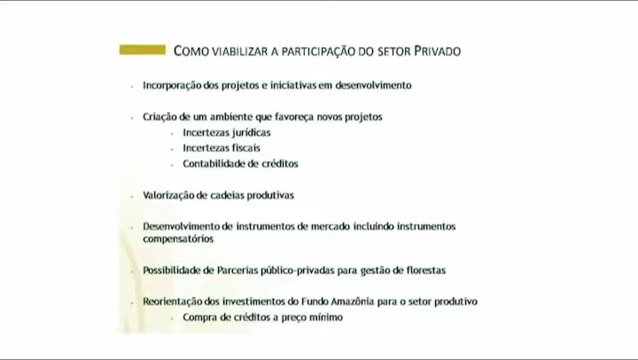 COMO VIABILIZAR A PARTICIPAÇÃO DO SETOR PRIVADO
Incorporação dos projetos e iniciativas em desenvolvimento
Criação de um ambiente que favoreça novos projetos
Incertezas jurídicas
Incertezas fiscais
Contabilidade de créditos
Valorização de cadeias produtivas
Desenvolvimento de instrumentos de mercado incluindo instrumentos
compensatórios
Possibilidade de Parcerias público-privadas para gestão de florestas
Reorientação dos investimentos do Fundo Amazônia para o setor produtivo
Compra de créditos a preço mínimo